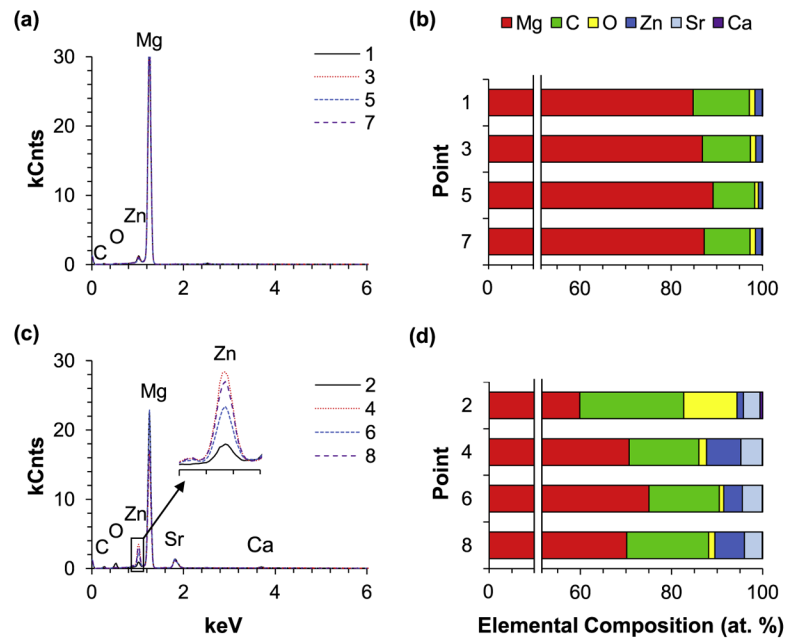 (a)
Mg
30
20
10
0
kCnts
C
O
Zn
1
3
5
7
0
2
4
6
(b)
Mg
C
O
Zn
Sr
Ca
Point
1
3
5
7
0
60
80
100
(c)
Mg
30
20
10
0
kCnts
C
O
Zn
Zn
Sr
Ca
2
4
6
8
0
2
4
6
keV
(d)
Point
2
4
6
8
0
60
80
100
Elemental Composition (at. %)